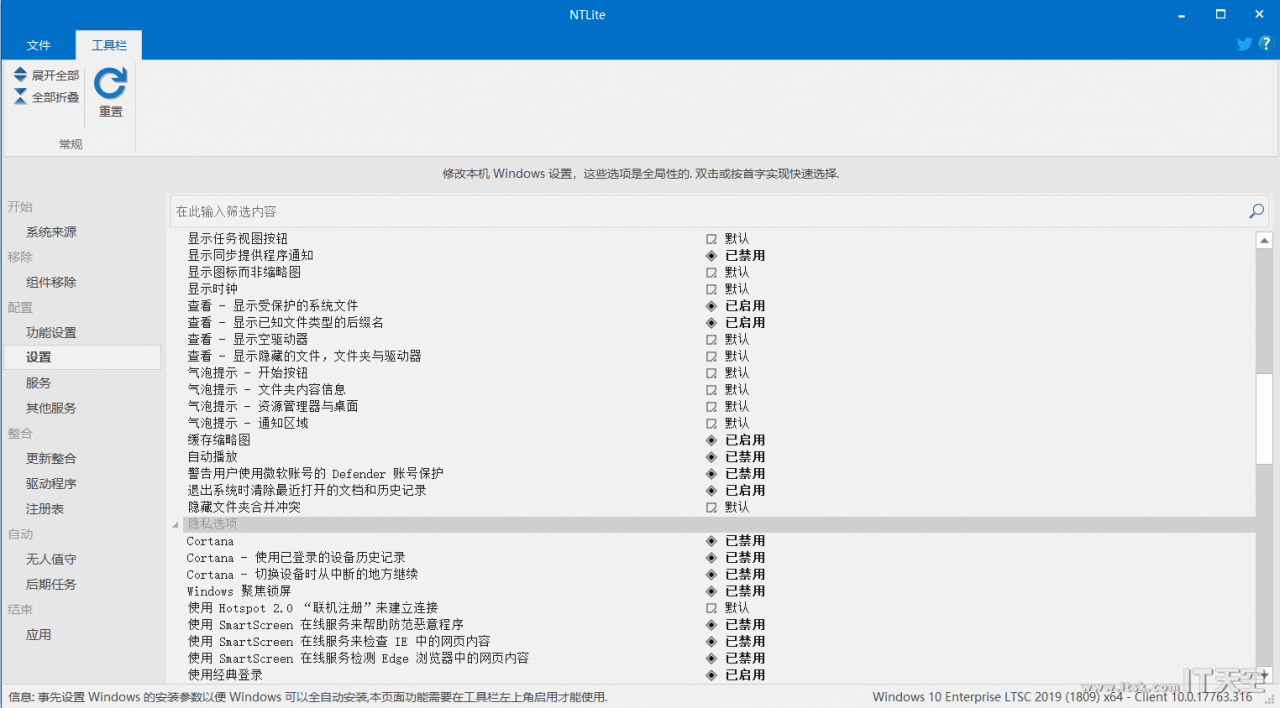 NTLite
文件
工具栏
展开全部
全部折叠
重置
常规
修改本机 Windows 设置，这些选项是全局性的. 双击或按首字实现快速选择.
开始
系统来源
移除
组件移除
配置
功能设置
设置
服务
其他服务
整合
更新整合
驱动程序
注册表
自动
无人值守
后期任务
结束
应用
在此输入筛选内容
显示任务视图按钮 默认
显示同步提供程序通知 已禁用
显示图标而非缩略图 默认
显示时钟 默认
查看 - 显示受保护的系统文件 已启用
查看 - 显示已知文件类型的后缀名 已启用
查看 - 显示空驱动器 默认
查看 - 显示隐藏的文件，文件夹与驱动器 默认
气泡提示 - 开始按钮 默认
气泡提示 - 文件夹内容信息 默认
气泡提示 - 资源管理器与桌面 默认
气泡提示 - 通知区域 默认
缓存缩略图 已启用
自动播放 已禁用
警告用户使用微软账号的 Defender 账号保护 已禁用
退出系统时清除最近打开的文档和历史记录 已启用
隐藏文件夹合并冲突 默认
隐私选项
Cortana 已禁用
Cortana - 使用已登录的设备历史记录 已禁用
Cortana - 切换设备时从中断的地方继续 已禁用
Windows 聚焦锁屏 已禁用
使用 Hotspot 2.0 “联机注册”来建立连接 默认
使用 SmartScreen 在线服务来帮助防范恶意程序 已禁用
使用 SmartScreen 在线服务来检查 IE 中的网页内容 已禁用
使用 SmartScreen 在线服务检测 Edge 浏览器中的网页内容 已禁用
使用经典登录 已启用
信息: 事先设置 Windows 的安装参数以便 Windows 可以全自动安装,本页面功能需要在工具栏左上角启用才能使用.
Windows 10 Enterprise LTSC 2019 (1809) x64 - Client 10.0.17763.316
www.itsk.com IT天空